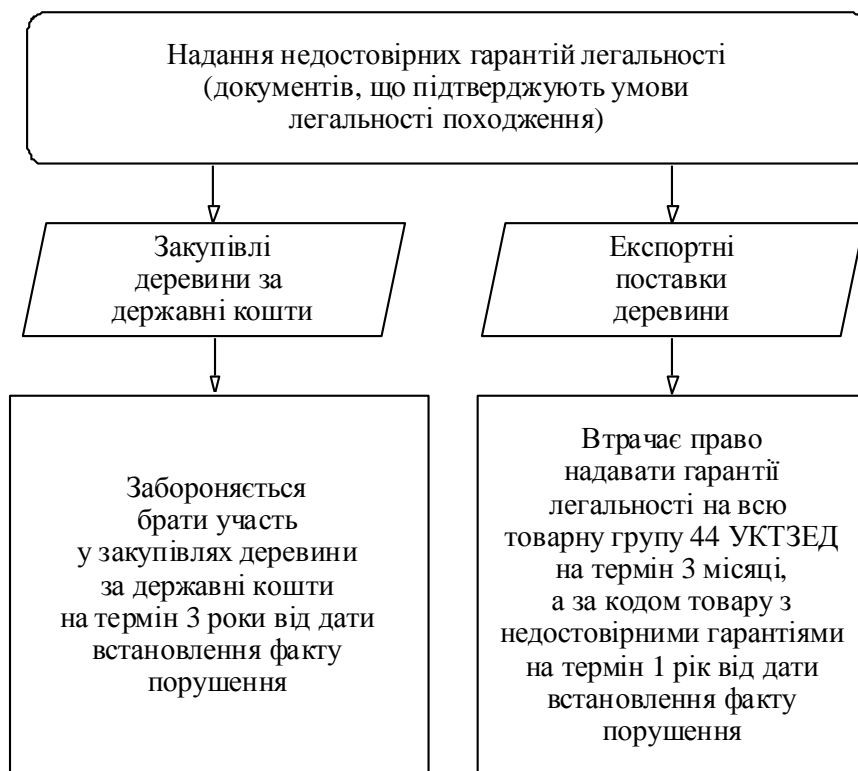 Надання недостовірних гарантій легальності
(документів, що підтверджують умови
легальності походження)
Закупівлі
деревини за
державні кошти
Експортні
поставки
деревини
Забороняється
брати участь
у закупівлях деревини
за державні кошти
на термін 3 роки від дати
встановлення факту
порушення
Втрачає право
надавати гарантії
легальності на всю
товарну групу 44 УКТЗЕД
на термін 3 місяці,
а за кодом товару з
недостовірними гарантіями
на термін 1 рік від дати
встановлення факту
порушення